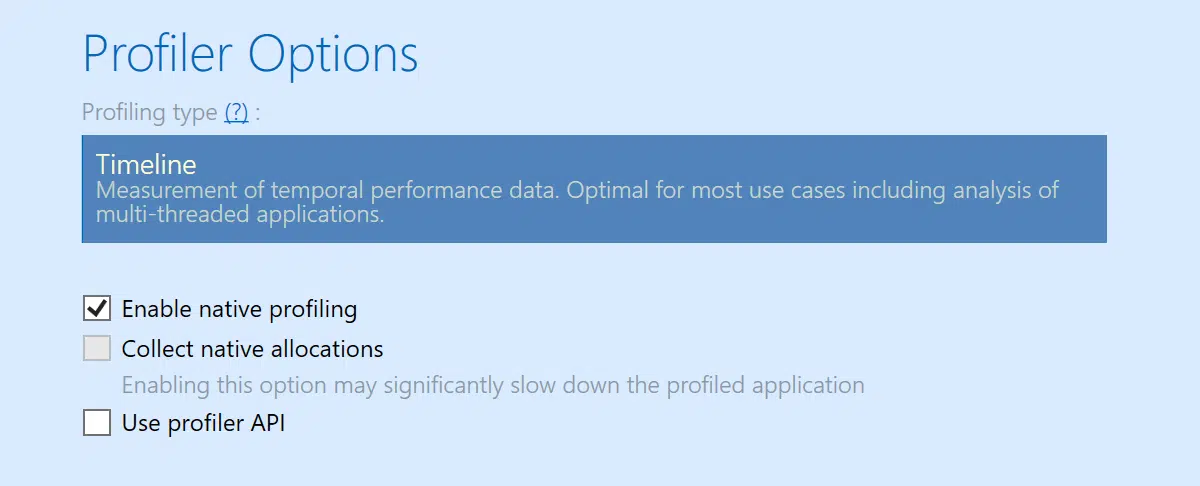 Profiler Options
Profiling type (?) :
Timeline
Measurement of temporal performance data. Optimal for most use cases including analysis of
multi-threaded applications.
Enable native profiling
Collect native allocations
Enabling this option may significantly slow down the profiled application
Use profiler API